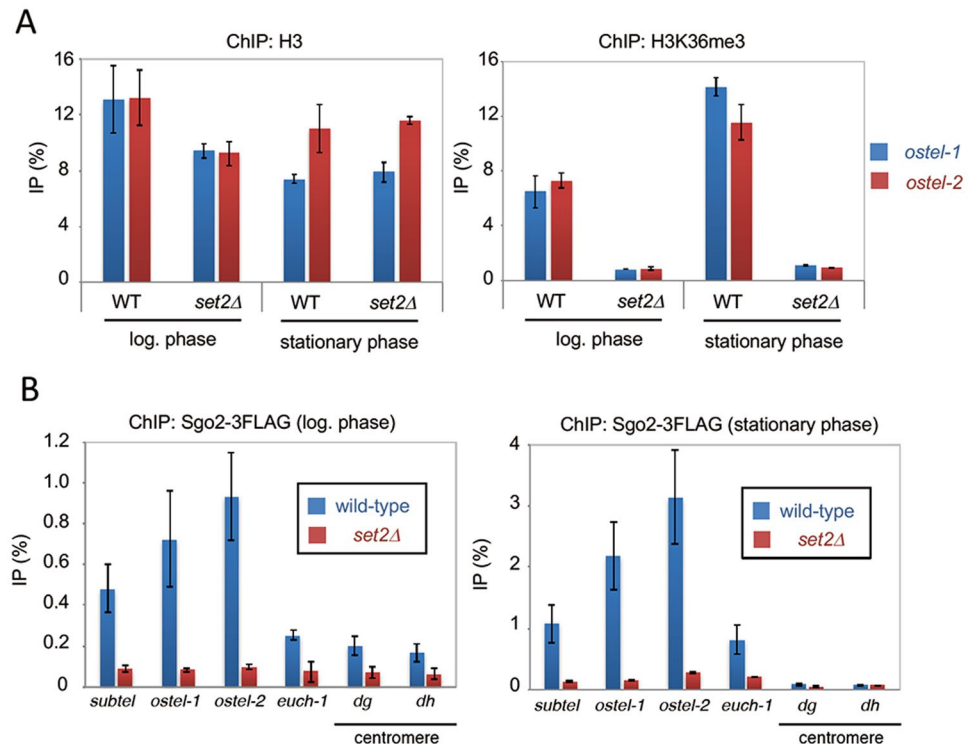 A
ChIP: H3
IP (%)
16
12
8
4
0
WT
set2Δ
WT
set2Δ
log. phase
stationary phase
ChIP: H3K36me3
IP (%)
16
12
8
4
0
WT
set2Δ
WT
set2Δ
log. phase
stationary phase
ostel-1
ostel-2
B
ChIP: Sgo2-3FLAG (log. phase)
IP (%)
1.2
1.0
0.8
0.6
0.4
0.2
0
wild-type
set2Δ
subtel
ostel-1
ostel-2
euch-1
dg
dh
centromere
ChIP: Sgo2-3FLAG (stationary phase)
IP (%)
4
3
2
1
0
wild-type
set2Δ
subtel
ostel-1
ostel-2
euch-1
dg
dh
centromere